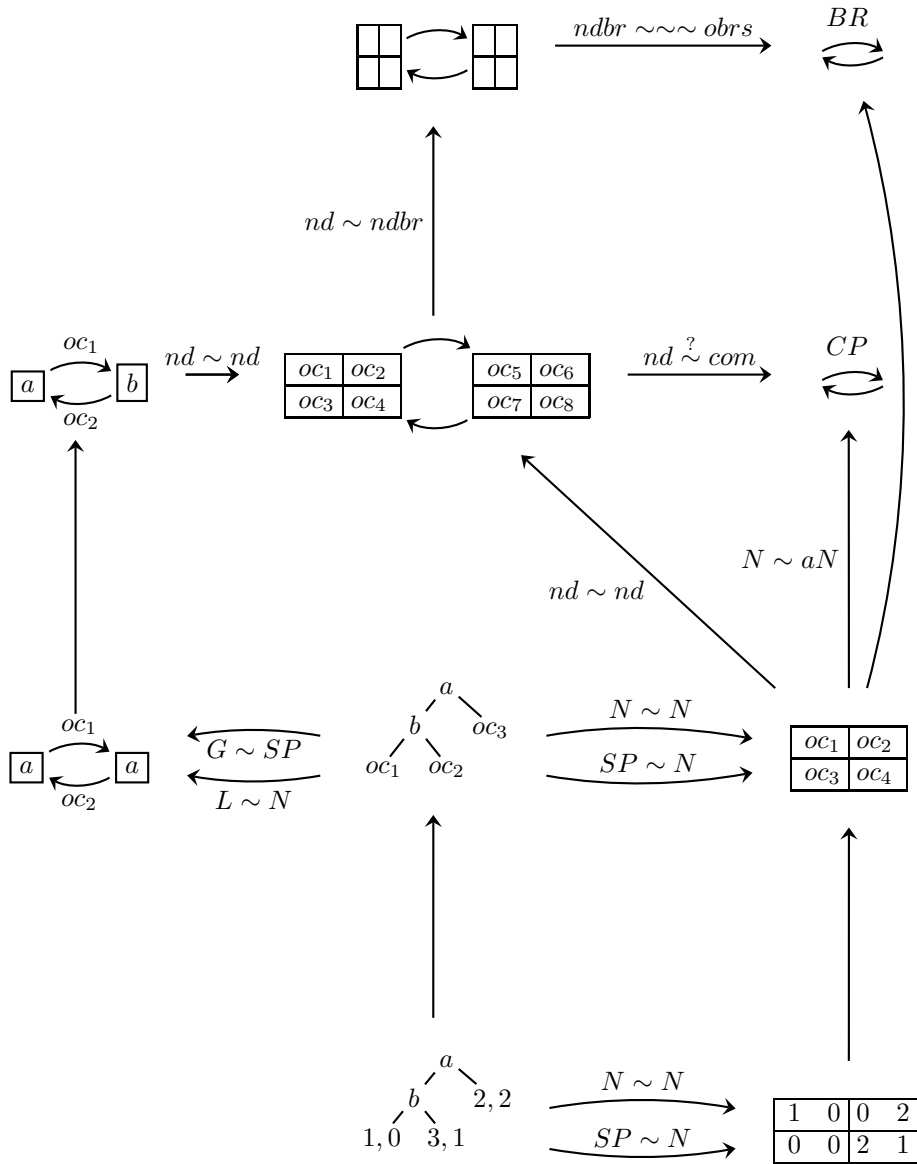 BR
ndbr ∼∼∼ obrs
nd ∼ ndbr
oc₁
a b
oc₂
nd ∼ nd
oc₁ oc₂
oc₃ oc₄
oc₅ oc₆
oc₇ oc₈
?
nd ∼ com
CP
N ∼ aN
nd ∼ nd
oc₁
a a
oc₂
G ∼ SP
L ∼ N
a
b oc₃
oc₁ oc₂
N ∼ N
SP ∼ N
oc₁ oc₂
oc₃ oc₄
a
b 2, 2
1, 0 3, 1
N ∼ N
SP ∼ N
1 0 0 2
0 0 2 1